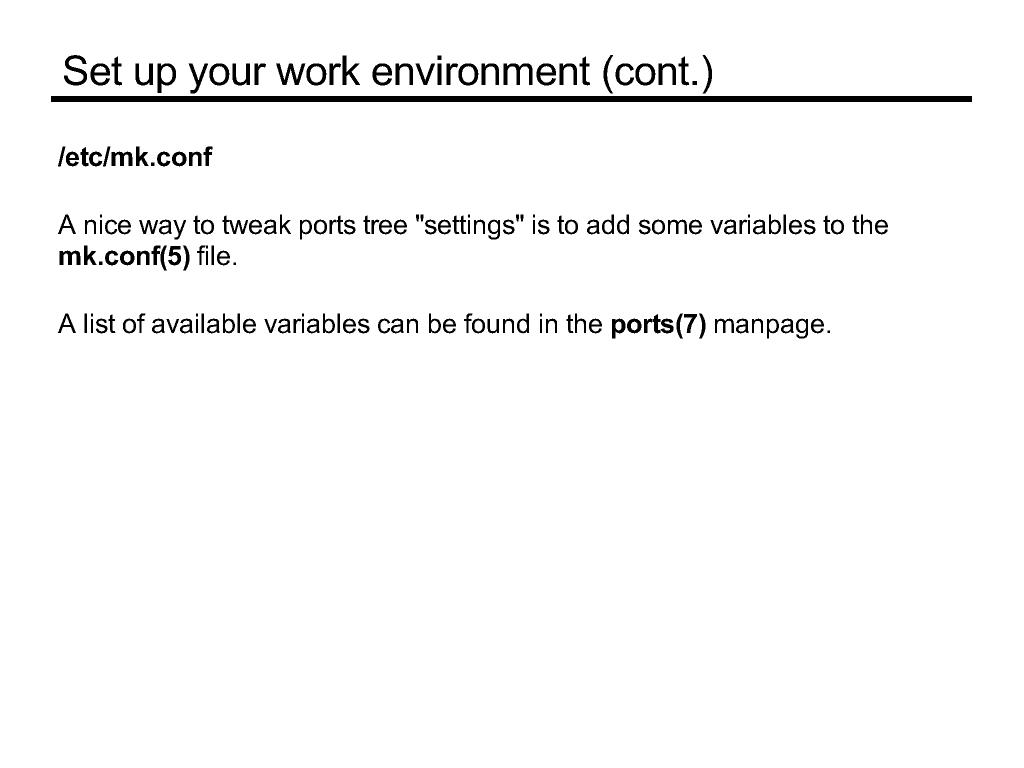 Set up your work environment (cont.)
/etc/mk.conf
A nice way to tweak ports tree "settings" is to add some variables to the
mk.conf(5) file.
A list of available variables can be found in the ports(7) manpage.